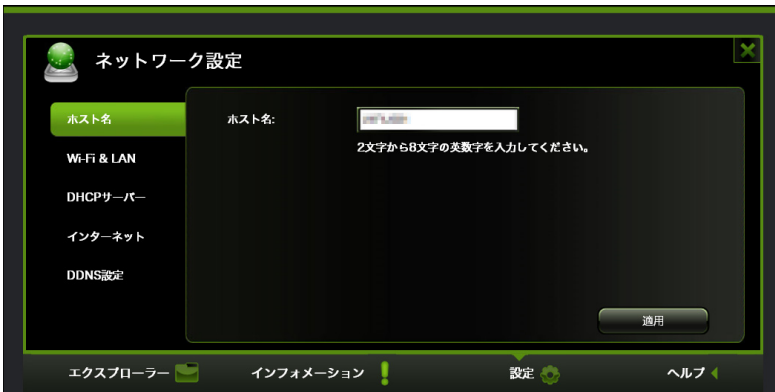 ネットワーク設定
ホスト名
ホスト名:
2文字から8文字の英数字を入力してください。
Wi-Fi & LAN
DHCPサーバー
インターネット
DDNS設定
適用
エクスプローラー
インフォメーション
設定
ヘルプ